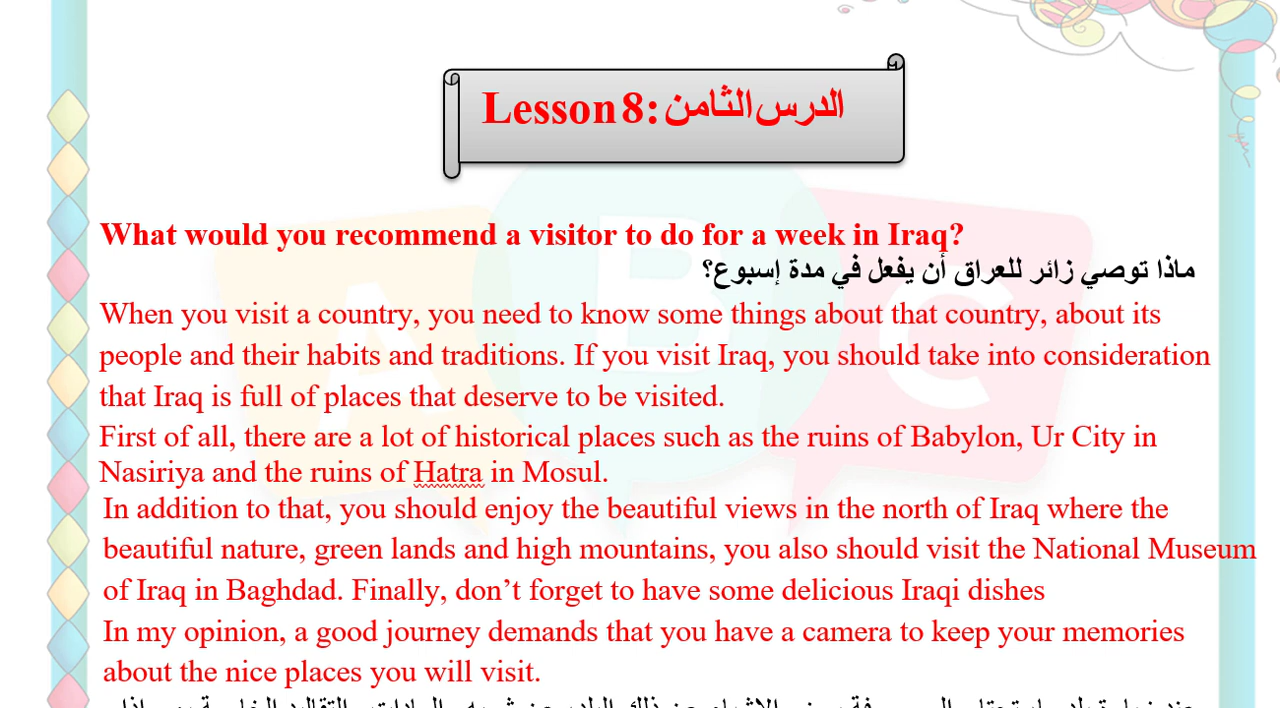 Lesson 8: الدرس الثامن
What would you recommend a visitor to do for a week in Iraq?
ماذا توصي زائر للعراق أن يفعل في مدة إسبوع؟
When you visit a country, you need to know some things about that country, about its
people and their habits and traditions. If you visit Iraq, you should take into consideration
that Iraq is full of places that deserve to be visited.
First of all, there are a lot of historical places such as the ruins of Babylon, Ur City in
Nasiriya and the ruins of Hatra in Mosul.
In addition to that, you should enjoy the beautiful views in the north of Iraq where the
beautiful nature, green lands and high mountains, you also should visit the National Museum
of Iraq in Baghdad. Finally, don’t forget to have some delicious Iraqi dishes
In my opinion, a good journey demands that you have a camera to keep your memories
about the nice places you will visit.
A B C